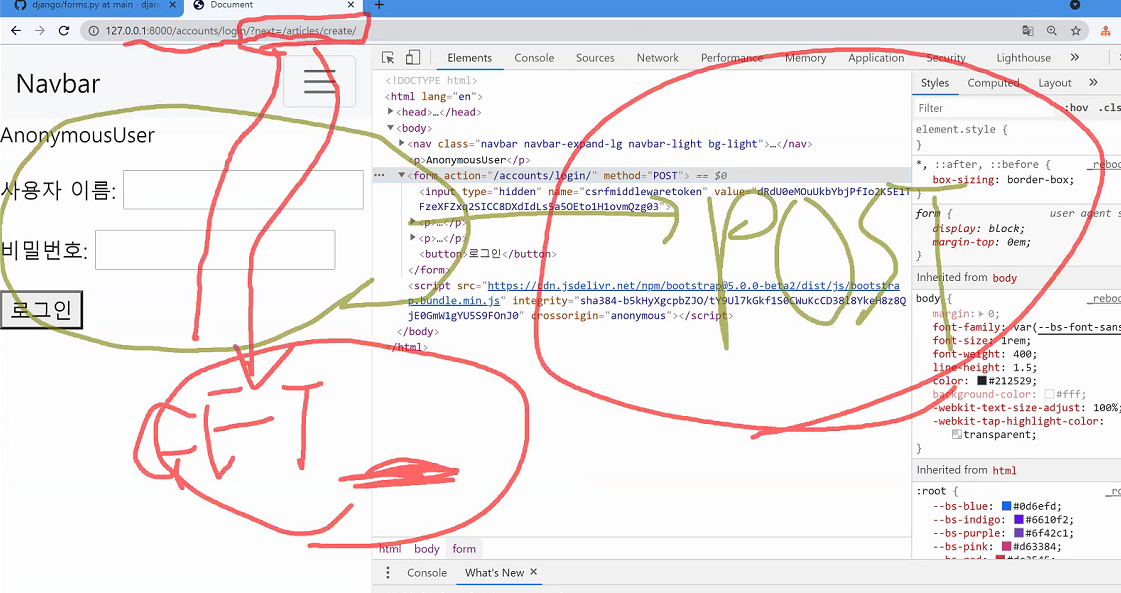 django/forms.py at main · djan
Document
127.0.0.1:8000/accounts/login/?next=/articles/create/
Navbar
AnonymousUser
사용자 이름:
비밀번호:
로그인
GET
POST
Elements Console Sources Network Performance Memory Application Security Lighthouse
<!DOCTYPE html>
<html lang="en">
<head>…</head>
<body>
<nav class="navbar navbar-expand-lg navbar-light bg-light">…</nav>
<p>AnonymousUser</p>
<form action="/accounts/login/" method="POST"> == $0
<input type="hidden" name="csrfmiddlewaretoken" value=
<p>…</p>
<p>…</p>
<button>로그인</button>
</form>
<script src="https://cdn.jsdelivr.net/npm/bootstrap@5.0.0-beta2/dist/js/bootstra
p.bundle.min.js" integrity=
crossorigin="anonymous"></script>
</body>
</html>
html body form
Console What's New
Styles Computed Layout
Filter :hov .cls
element.style {
}
*, ::after, ::before { _reboo
box-sizing: border-box;
}
form { user agent s
display: block;
margin-top: 0em;
}
Inherited from body
body { _reboo
margin: 0;
font-family: var(--bs-font-sans
font-size: 1rem;
font-weight: 400;
line-height: 1.5;
color: #212529;
background-color: #fff;
-webkit-text-size-adjust: 100%;
-webkit-tap-highlight-color:
transparent;
}
Inherited from html
:root {
--bs-blue: #0d6efd;
--bs-indigo: #6610f2;
--bs-purple: #6f42c1;
--bs-pink: #d63384;